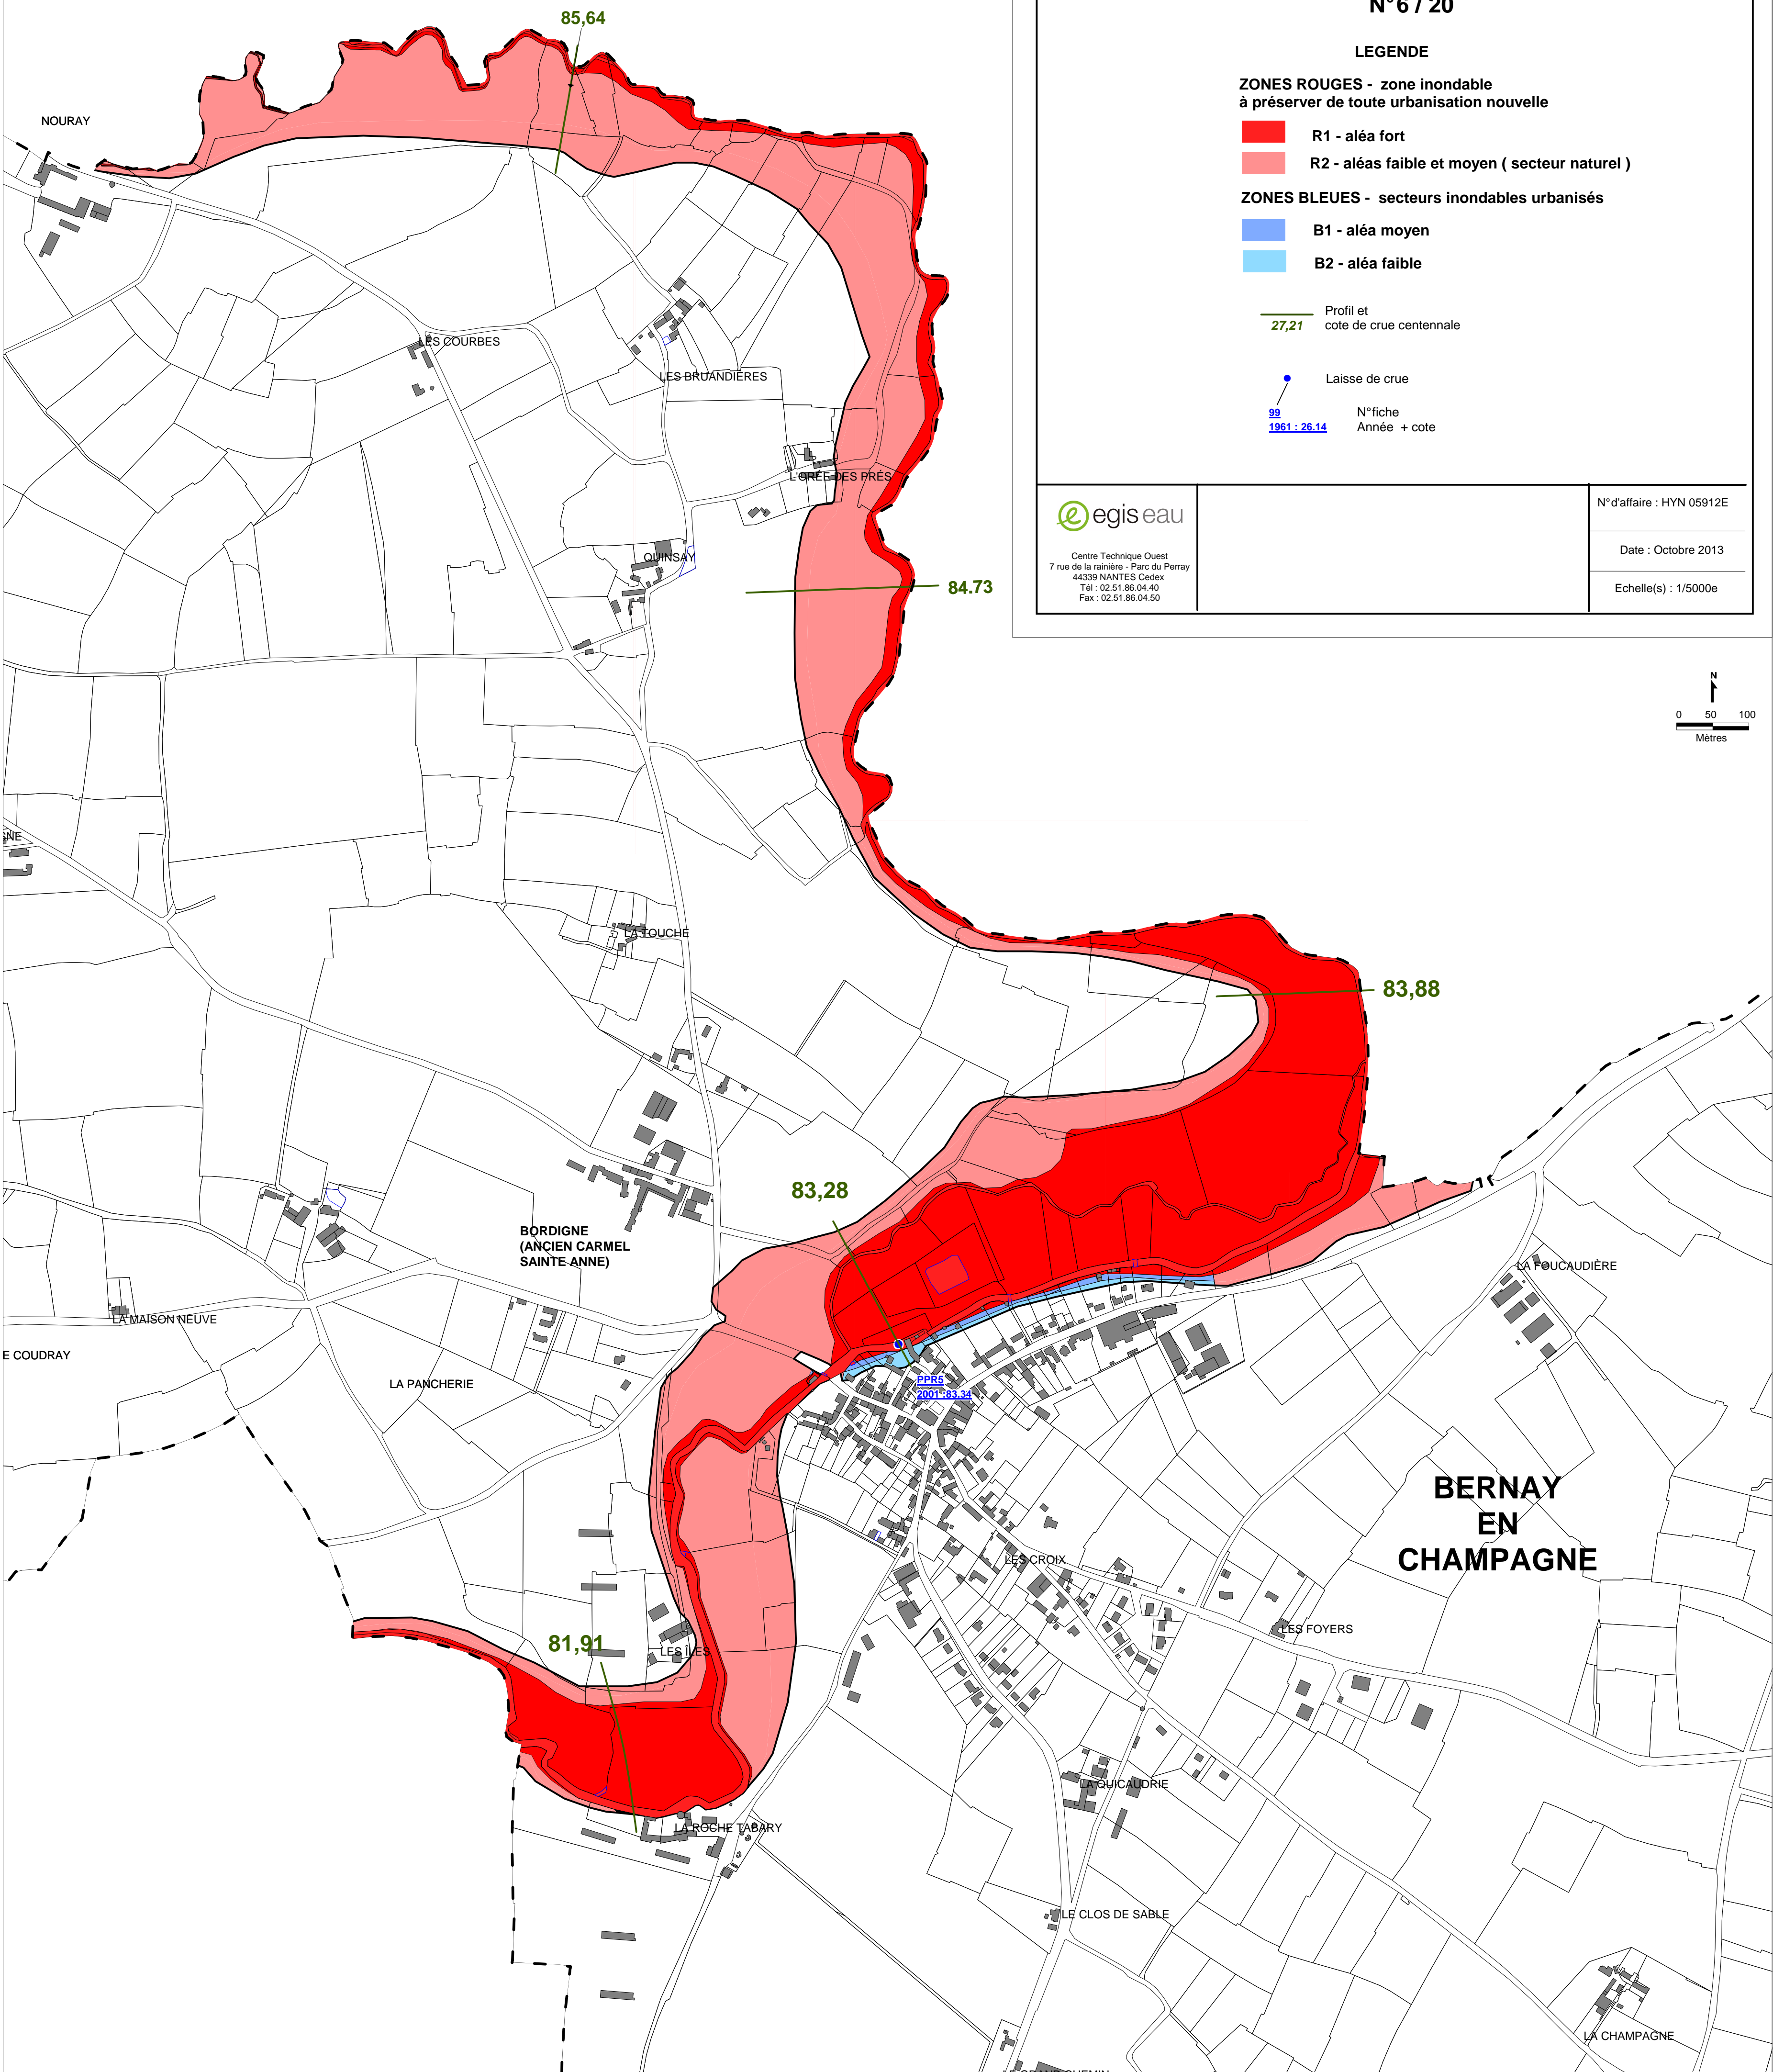 N°6 / 20
LEGENDE
ZONES ROUGES - zone inondable
à préserver de toute urbanisation nouvelle
R1 - aléa fort
R2 - aléas faible et moyen ( secteur naturel )
ZONES BLEUES - secteurs inondables urbanisés
B1 - aléa moyen
B2 - aléa faible
Profil et
27,21 cote de crue centennale
Laisse de crue
99 N°fiche
1961 : 26.14 Année + cote
egis eau
Centre Technique Ouest
7 rue de la rainière - Parc du Perray
44339 NANTES Cedex
Tél : 02.51.86.04.40
Fax : 02.51.86.04.50
N°d'affaire : HYN 05912E
Date : Octobre 2013
Echelle(s) : 1/5000e
N
0 50 100
Mètres
85,64
NOURAY
LES COURBES
LES BRUANDIÈRES
L'ORÉE DES PRÉS
QUINSAY
84.73
LA TOUCHE
83,88
83,28
BORDIGNE
(ANCIEN CARMEL
SAINTE ANNE)
LA FOUCAUDIÈRE
LA MAISON NEUVE
E COUDRAY
LA PANCHERIE
PPR5
2001 :83.34
BERNAY
EN
CHAMPAGNE
LES CROIX
LES FOYERS
81,91
LES ÎLES
LA QUICAUDRIE
LA ROCHE TABARY
LE CLOS DE SABLE
LA CHAMPAGNE